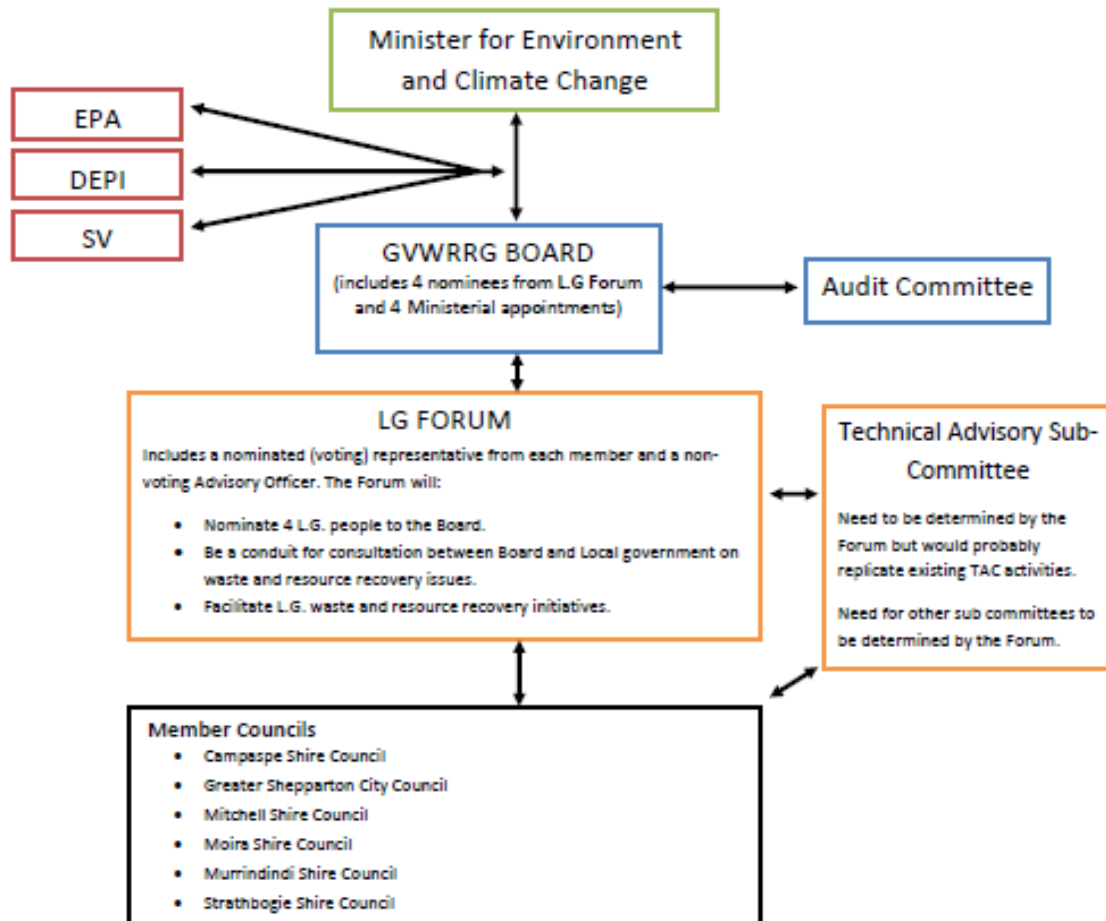 Minister for Environment
and Climate Change
EPA
DEPI
SV
GVWRRG BOARD
(includes 4 nominees from L.G Forum
and 4 Ministerial appointments)
Audit Committee
LG FORUM
Includes a nominated (voting) representative from each member and a non-
voting Advisory Officer. The Forum will:
• Nominate 4 L.G. people to the Board.
• Be a conduit for consultation between Board and Local government on
waste and resource recovery issues.
• Facilitate L.G. waste and resource recovery initiatives.
Technical Advisory Sub-
Committee
Need to be determined by the
Forum but would probably
replicate existing TAC activities.
Need for other sub committees to
be determined by the Forum.
Member Councils
• Campaspe Shire Council
• Greater Shepparton City Council
• Mitchell Shire Council
• Moira Shire Council
• Murrindindi Shire Council
• Strathbogie Shire Council